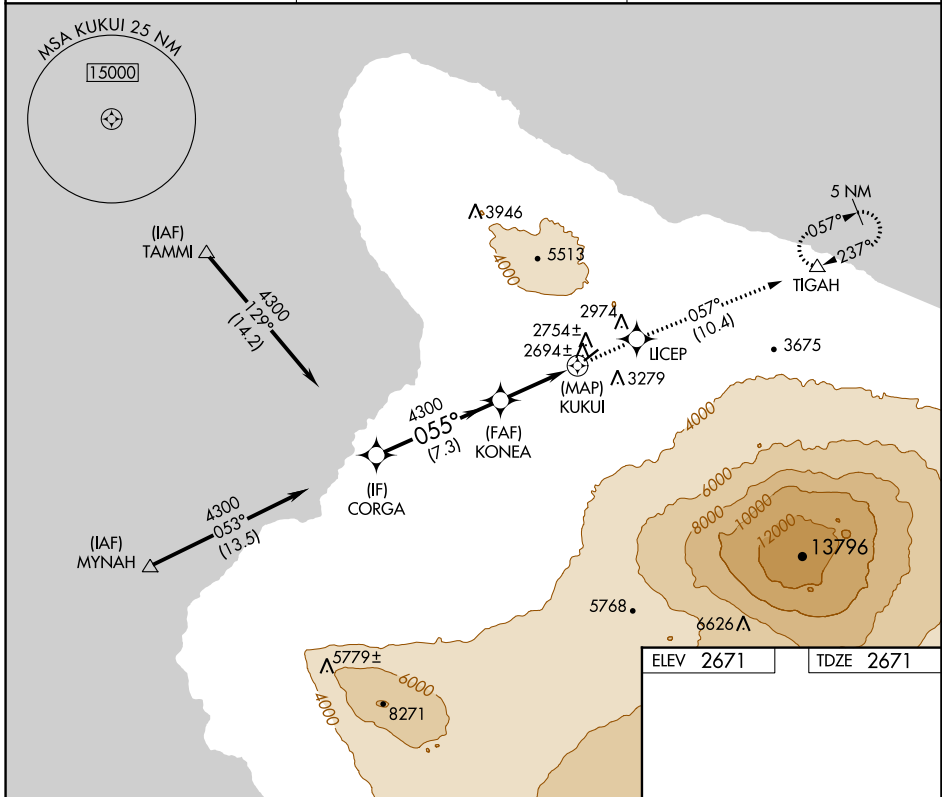 MSA KUKUI 25 NM
15000
(IAF)
TAMMI
4300
129°
(14.2)
3946
5513
4000
5 NM
057°
237°
TIGAH
057°
(10.4)
2974
2754±
2694±
LICEP
3675
3279
(MAP)
KUKUI
4300
055°
(7.3)
(FAF)
KONEA
(IF)
CORGA
4300
053°
(13.5)
(IAF)
MYNAH
4000
6000
8000
10000
12000
13796
5768
6626
5779±
6000
4000
8271
ELEV 2671
TDZE 2671